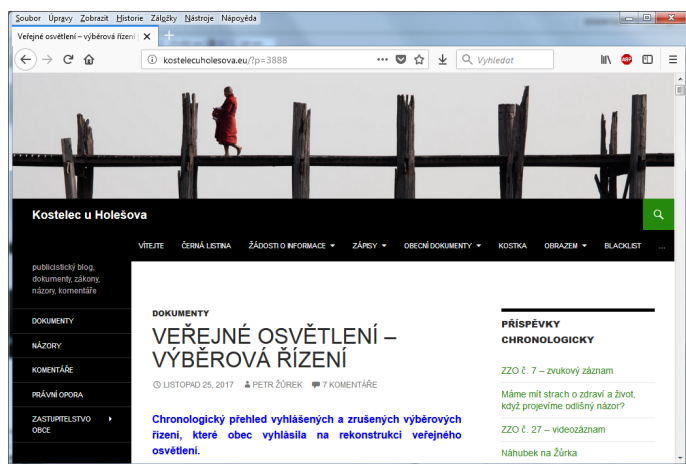 Soubor Úpravy Zobrazit Historie Záložky Nástroje Nápověda
Veřejné osvětlení – výběrová řízení |
kostelecuholesova.eu/?p=3888
Vyhledat
ABP
Kostelec u Holešova
VÍTEJTE ČERNÁ LISTINA ŽÁDOSTI O INFORMACE ZÁPISY OBECNÍ DOKUMENTY KOSTKA OBRAZEM BLACKLIST ...
publicistický blog,
dokumenty, zákony,
názory, komentáře
DOKUMENTY
NÁZORY
KOMENTÁŘE
PRÁVNÍ OPORA
ZASTUPITELSTVO
OBCE
DOKUMENTY
VEŘEJNÉ OSVĚTLENÍ –
VÝBĚROVÁ ŘÍZENÍ
LISTOPAD 25, 2017 PETR ŽŮREK 7 KOMENTÁŘE
Chronologický přehled vyhlášených a zrušených výběrových
řízení, které obec vyhlásila na rekonstrukci veřejného
osvětlení.
PŘÍSPĚVKY
CHRONOLOGICKY
ZZO č. 7 – zvukový záznam
Máme mít strach o zdraví a život,
když projevíme odlišný názor?
ZZO č. 27 – videozáznam
Náhubek na Žůrka